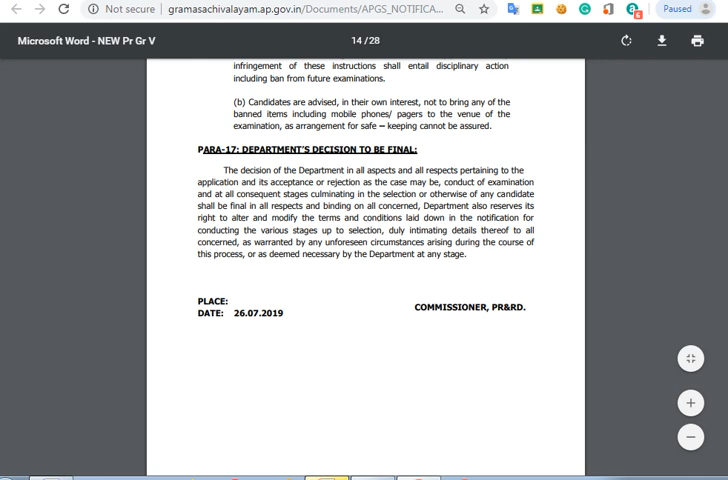 Not secure | gramasachivalayam.ap.gov.in/Documents/APGS_NOTIFICA...
Paused
6
Microsoft Word - NEW Pr Gr V
14 / 28
infringement of these instructions shall entail disciplinary action
including ban from future examinations.
(b) Candidates are advised, in their own interest, not to bring any of the
banned items including mobile phones/ pagers to the venue of the
examination, as arrangement for safe – keeping cannot be assured.
PARA-17: DEPARTMENT'S DECISION TO BE FINAL:
The decision of the Department in all aspects and all respects pertaining to the
application and its acceptance or rejection as the case may be, conduct of examination
and at all consequent stages culminating in the selection or otherwise of any candidate
shall be final in all respects and binding on all concerned, Department also reserves its
right to alter and modify the terms and conditions laid down in the notification for
conducting the various stages up to selection, duly intimating details thereof to all
concerned, as warranted by any unforeseen circumstances arising during the course of
this process, or as deemed necessary by the Department at any stage.
PLACE:
COMMISSIONER, PR&RD.
DATE: 26.07.2019